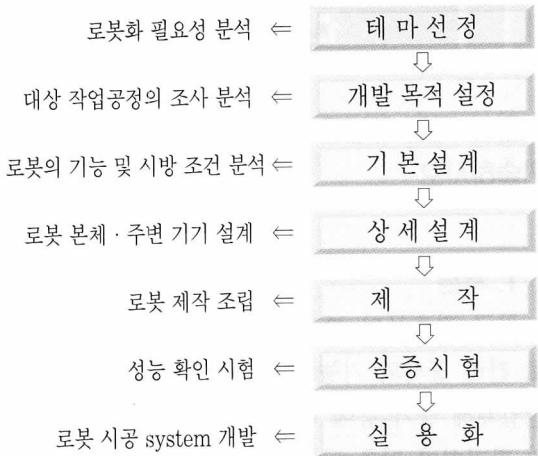 로봇화 필요성 분석 ⇐ 테 마 선 정
대상 작업공정의 조사 분석 ⇐ 개발 목적 설정
로봇의 기능 및 시방 조건 분석 ⇐ 기 본 설 계
로봇 본체 · 주변 기기 설계 ⇐ 상 세 설 계
로봇 제작 조립 ⇐ 제 작
성능 확인 시험 ⇐ 실 증 시 험
로봇 시공 system 개발 ⇐ 실 용 화